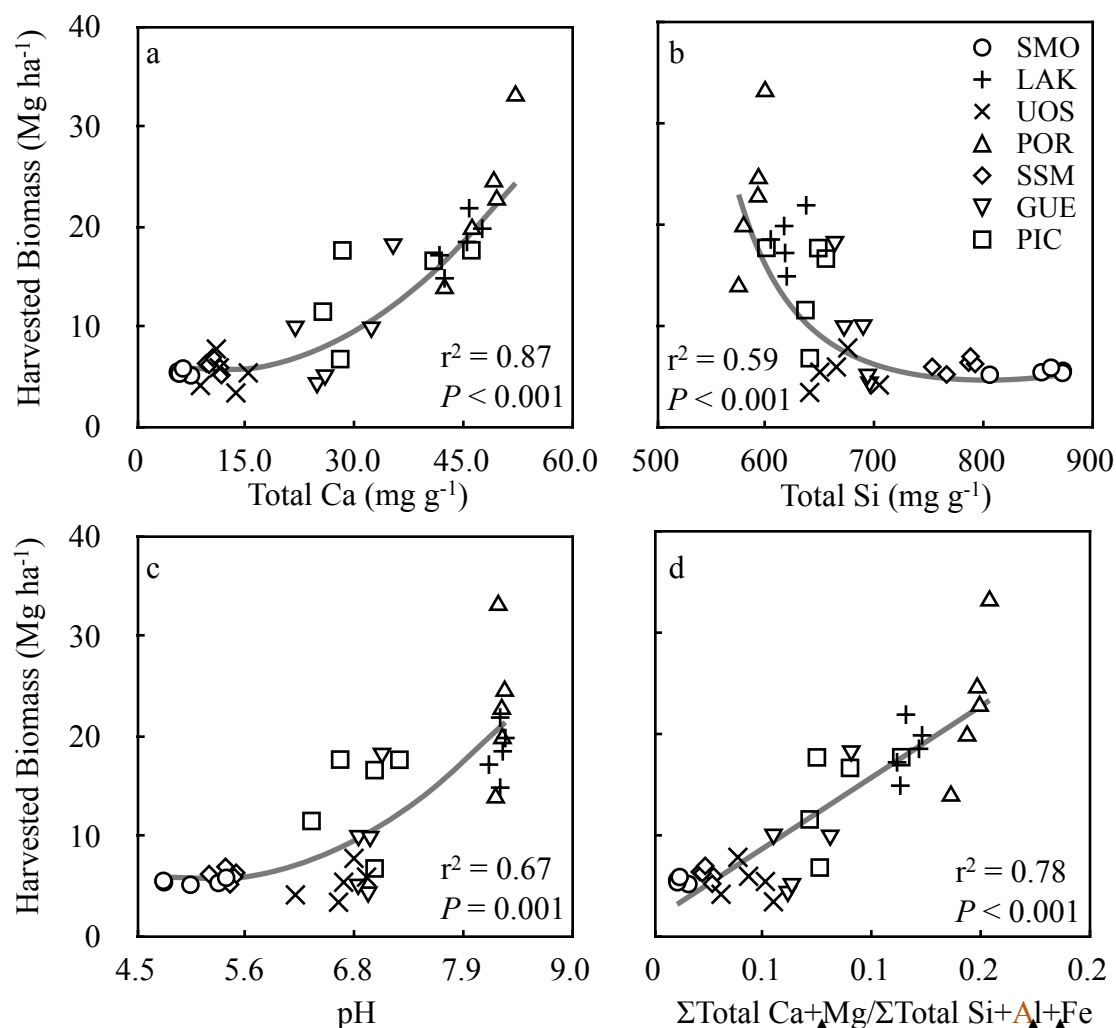 Harvested Biomass (Mg ha⁻¹)
40
30
20
10
0
a
r² = 0.87
P < 0.001
0 15.0 30.0 45.0 60.0
Total Ca (mg g⁻¹)
b
SMO
LAK
UOS
POR
SSM
GUE
PIC
r² = 0.59
P < 0.001
500 600 700 800 900
Total Si (mg g⁻¹)
Harvested Biomass (Mg ha⁻¹)
40
30
20
10
0
c
r² = 0.67
P = 0.001
4.5 5.6 6.8 7.9 9.0
pH
d
r² = 0.78
P < 0.001
0 0.1 0.1 0.2 0.2
ΣTotal Ca+Mg/ΣTotal Si+Al+Fe